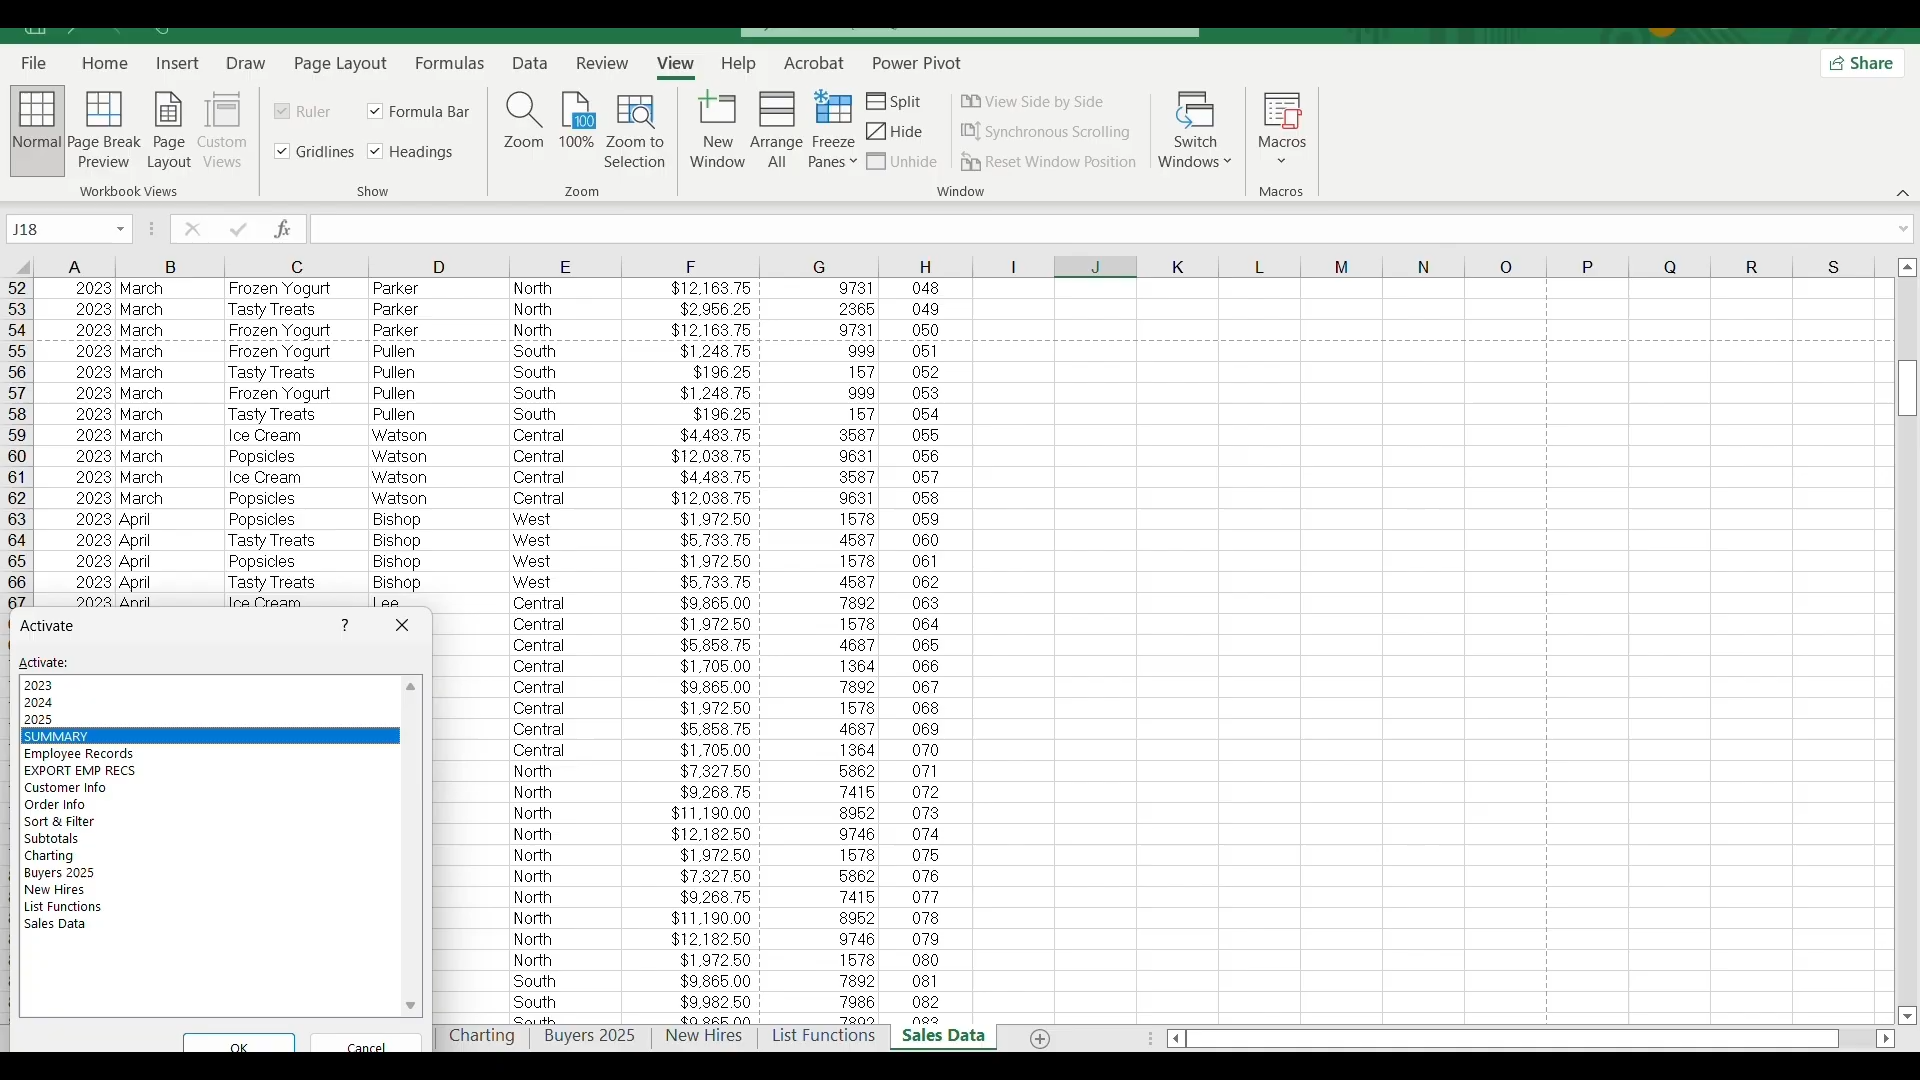 File Home Insert Draw Page Layout Formulas Data Review View Help Acrobat Power Pivot Share
Normal Page Break Preview Page Layout Custom Views
Workbook Views
Ruler Formula Bar
Gridlines Headings
Show
Zoom 100% Zoom to Selection
100
Zoom
New Window Arrange All Freeze Panes
Split
Hide
Unhide
View Side by Side
Synchronous Scrolling
Reset Window Position
Switch Windows
Window
Macros
Macros
J18 fx
A B C D E F G H I J K L M N O P Q R S
52 2023 March Frozen Yogurt Parker North $12,163.75 9731 048
53 2023 March Tasty Treats Parker North $2,956.25 2365 049
54 2023 March Frozen Yogurt Parker North $12,163.75 9731 050
55 2023 March Frozen Yogurt Pullen South $1,248.75 999 051
56 2023 March Tasty Treats Pullen South $196.25 157 052
57 2023 March Frozen Yogurt Pullen South $1,248.75 999 053
58 2023 March Tasty Treats Pullen South $196.25 157 054
59 2023 March Ice Cream Watson Central $4,483.75 3587 055
60 2023 March Popsicles Watson Central $12,038.75 9631 056
61 2023 March Ice Cream Watson Central $4,483.75 3587 057
62 2023 March Popsicles Watson Central $12,038.75 9631 058
63 2023 April Popsicles Bishop West $1,972.50 1578 059
64 2023 April Tasty Treats Bishop West $5,733.75 4587 060
65 2023 April Popsicles Bishop West $1,972.50 1578 061
66 2023 April Tasty Treats Bishop West $5,733.75 4587 062
67 2023 April Ice Cream Lee Central $9,865.00 7892 063
Central $1,972.50 1578 064
Central $5,858.75 4687 065
Central $1,705.00 1364 066
Central $9,865.00 7892 067
Central $1,972.50 1578 068
Central $5,858.75 4687 069
Central $1,705.00 1364 070
North $7,327.50 5862 071
North $9,268.75 7415 072
North $11,190.00 8952 073
North $12,182.50 9746 074
North $1,972.50 1578 075
North $7,327.50 5862 076
North $9,268.75 7415 077
North $11,190.00 8952 078
North $12,182.50 9746 079
North $1,972.50 1578 080
South $9,865.00 7892 081
South $9,982.50 7986 082
South $9,865.00 7892 083
Activate ?
Activate:
2023
2024
2025
SUMMARY
Employee Records
EXPORT EMP RECS
Customer Info
Order Info
Sort & Filter
Subtotals
Charting
Buyers 2025
New Hires
List Functions
Sales Data
OK Cancel
Charting Buyers 2025 New Hires List Functions Sales Data